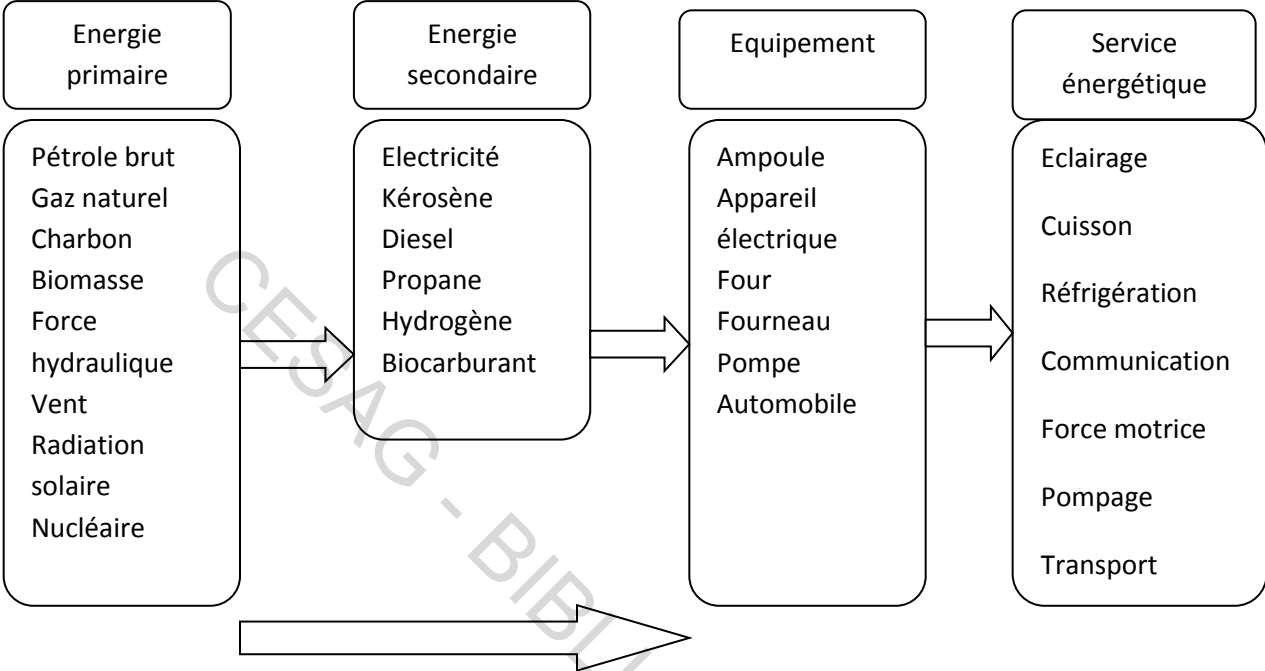 Energie
primaire
Energie
secondaire
Equipement
Service
énergétique
Pétrole brut
Gaz naturel
Charbon
Biomasse
Force
hydraulique
Vent
Radiation
solaire
Nucléaire
Electricité
Kérosène
Diesel
Propane
Hydrogène
Biocarburant
Ampoule
Appareil
électrique
Four
Fourneau
Pompe
Automobile
Eclairage
Cuisson
Réfrigération
Communication
Force motrice
Pompage
Transport
CESAG - BIBLI